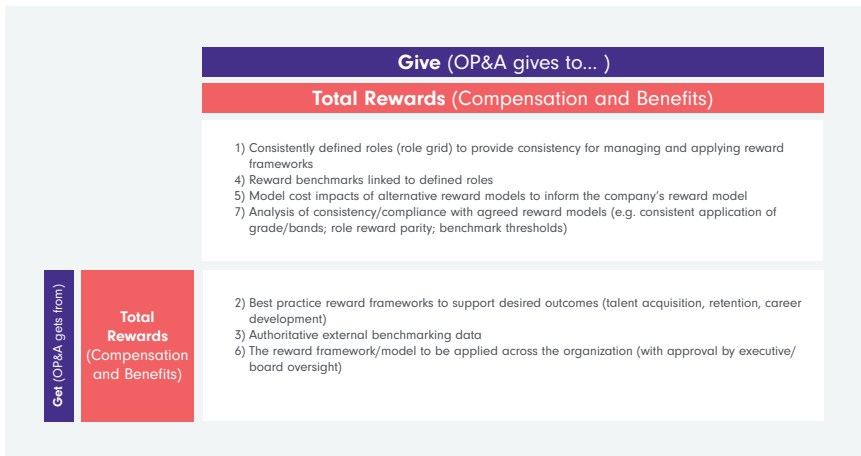 Give (OP&A gives to... )
Total Rewards (Compensation and Benefits)
1) Consistently defined roles (role grid) to provide consistency for managing and applying reward
frameworks
4) Reward benchmarks linked to defined roles
5) Model cost impacts of alternative reward models to inform the company’s reward model
7) Analysis of consistency/compliance with agreed reward models (e.g. consistent application of
grade/bands; role reward parity; benchmark thresholds)
Get (OP&A gets from)
Total
Rewards
(Compensation
and Benefits)
2) Best practice reward frameworks to support desired outcomes (talent acquisition, retention, career
development)
3) Authoritative external benchmarking data
6) The reward framework/model to be applied across the organization (with approval by executive/
board oversight)